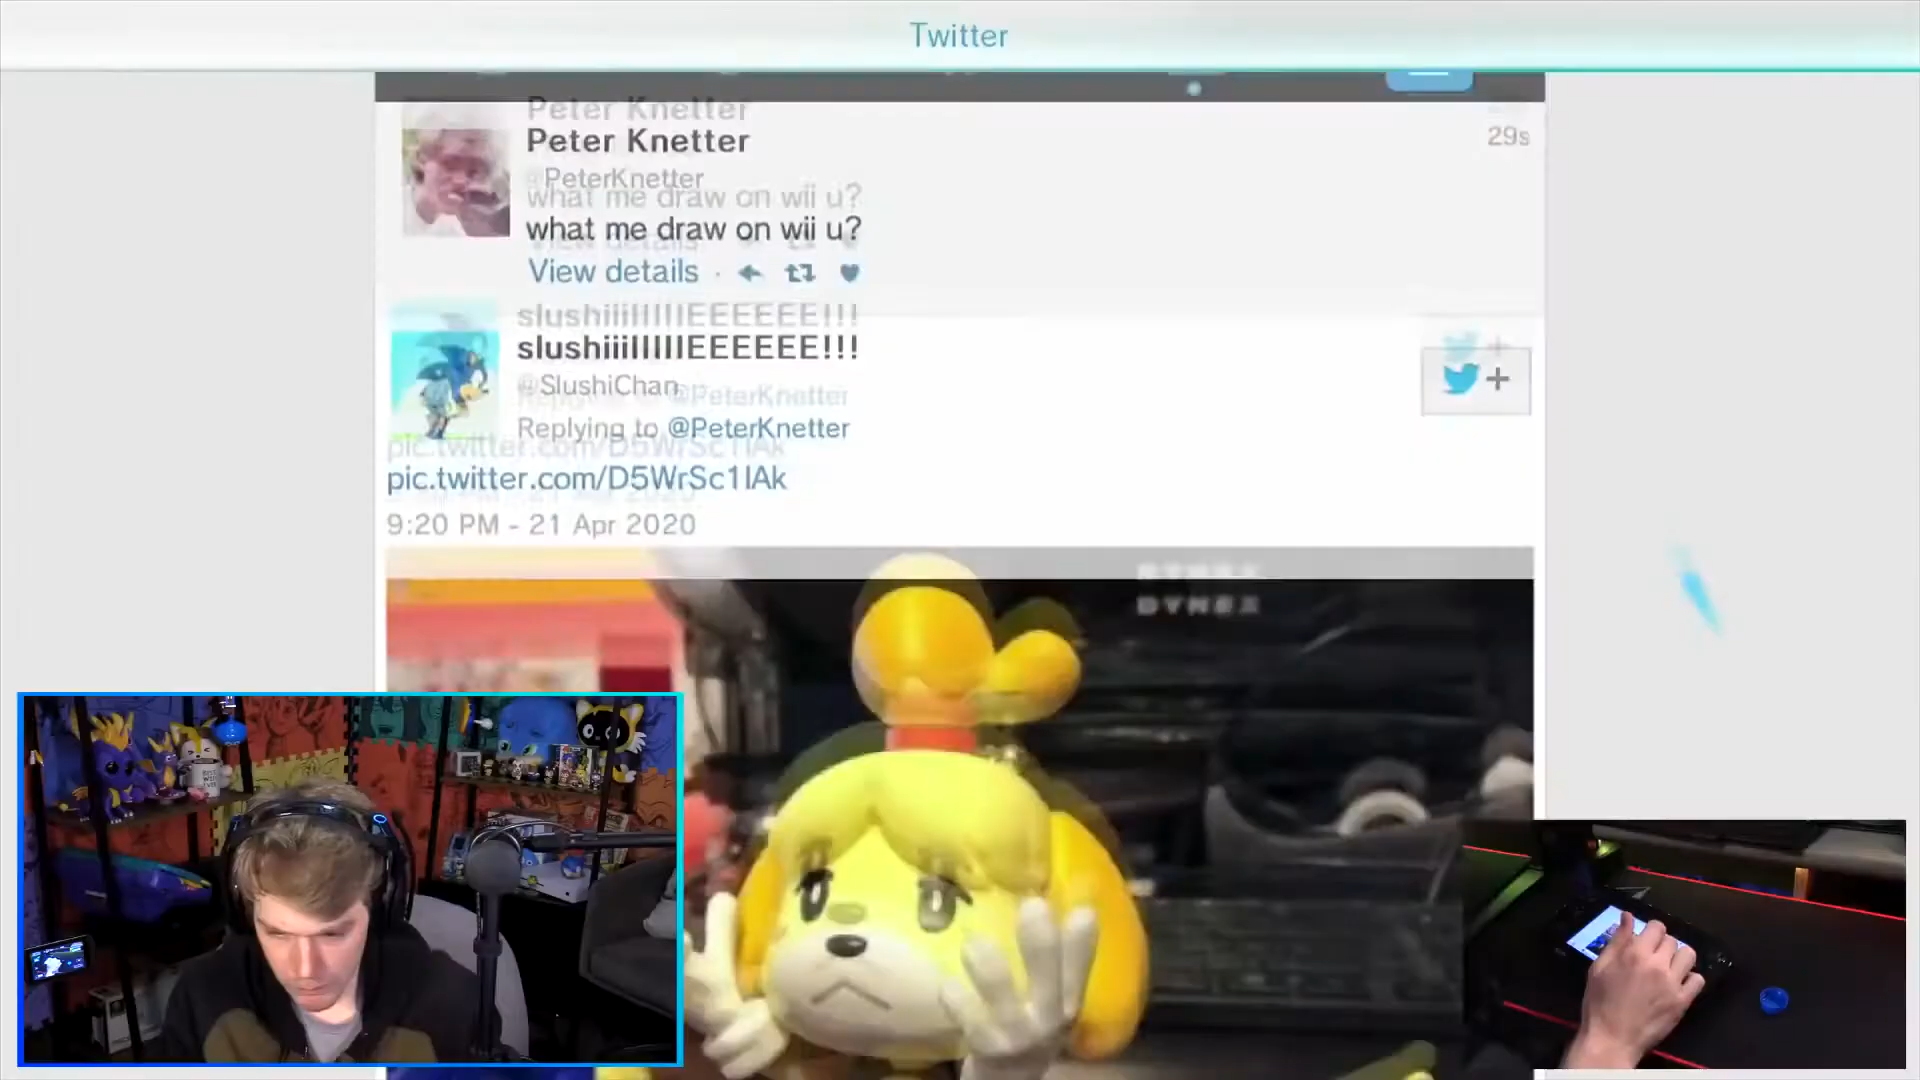 Twitter
Peter Knetter
29s
@PeterKnetter
what me draw on wii u?
View details
slushiiiIIIIIEEEEEE!!!
@SlushiChan
Replying to @PeterKnetter
pic.twitter.com/D5WrSc1IAk
9:20 PM - 21 Apr 2020
DYNEX